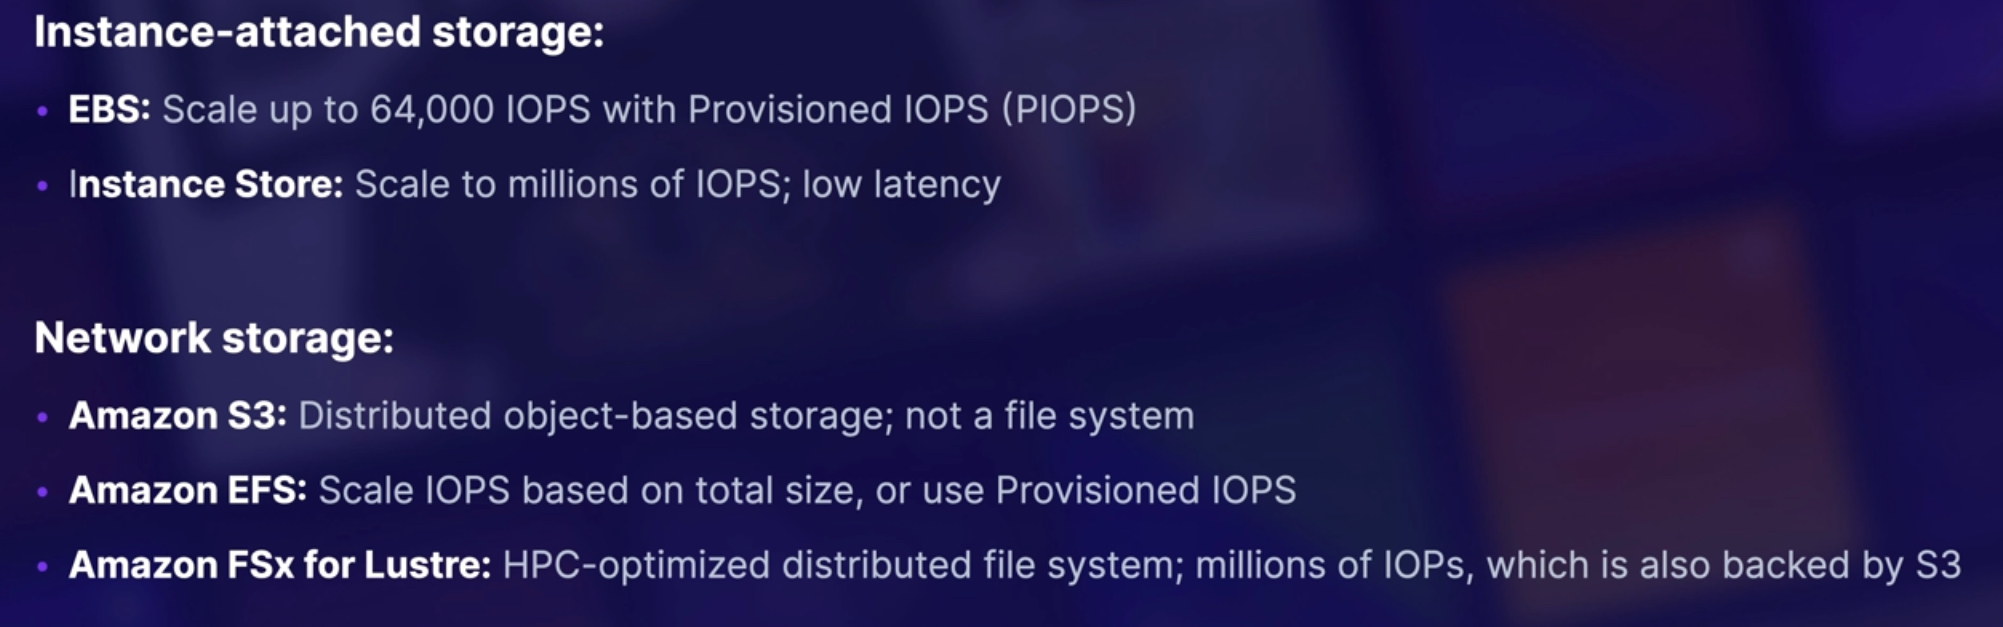 Instance-attached storage:
• EBS: Scale up to 64,000 IOPS with Provisioned IOPS (PIOPS)
• Instance Store: Scale to millions of IOPS; low latency
Network storage:
• Amazon S3: Distributed object-based storage; not a file system
• Amazon EFS: Scale IOPS based on total size, or use Provisioned IOPS
• Amazon FSx for Lustre: HPC-optimized distributed file system; millions of IOPs, which is also backed by S3